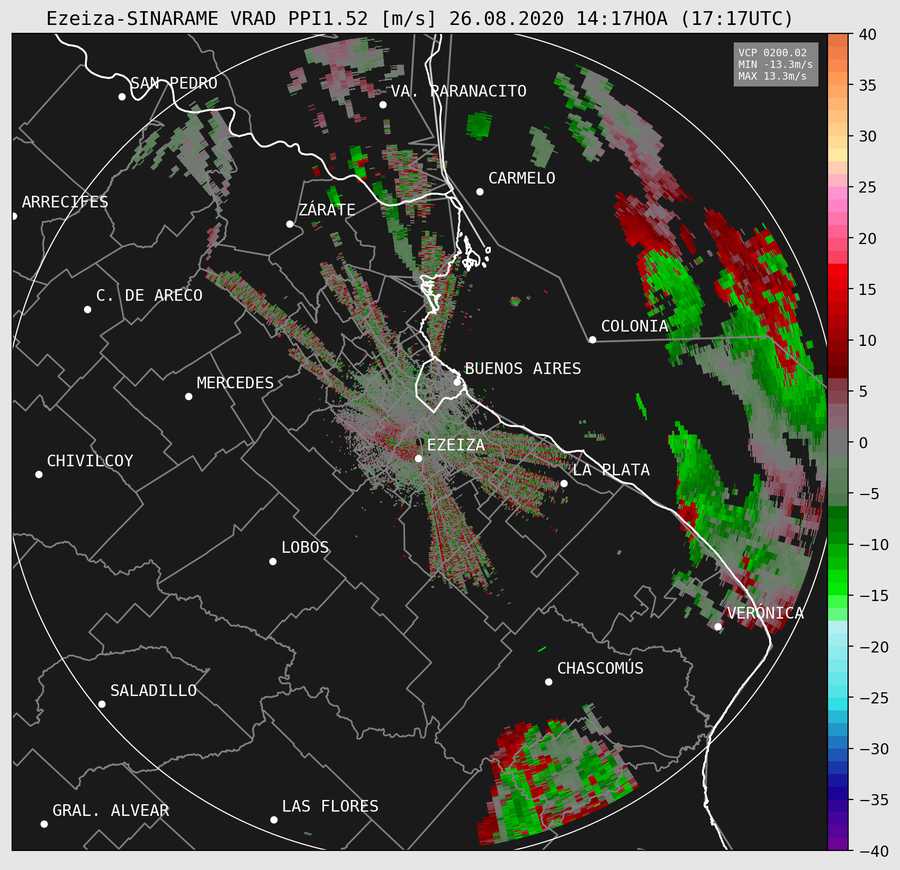 Ezeiza-SINARAME VRAD PPI1.52 [m/s] 26.08.2020 14:17HOA (17:17UTC)
VCP 0200.02
MIN -13.3m/s
MAX 13.3m/s
SAN PEDRO
VA. PARANACITO
CARMELO
ARRECIFES
ZÁRATE
C. DE ARECO
COLONIA
BUENOS AIRES
MERCEDES
EZEIZA
CHIVILCOY
LA PLATA
LOBOS
VERÓNICA
CHASCOMÚS
SALADILLO
LAS FLORES
GRAL. ALVEAR
40
35
30
25
20
15
10
5
0
−5
−10
−15
−20
−25
−30
−35
−40